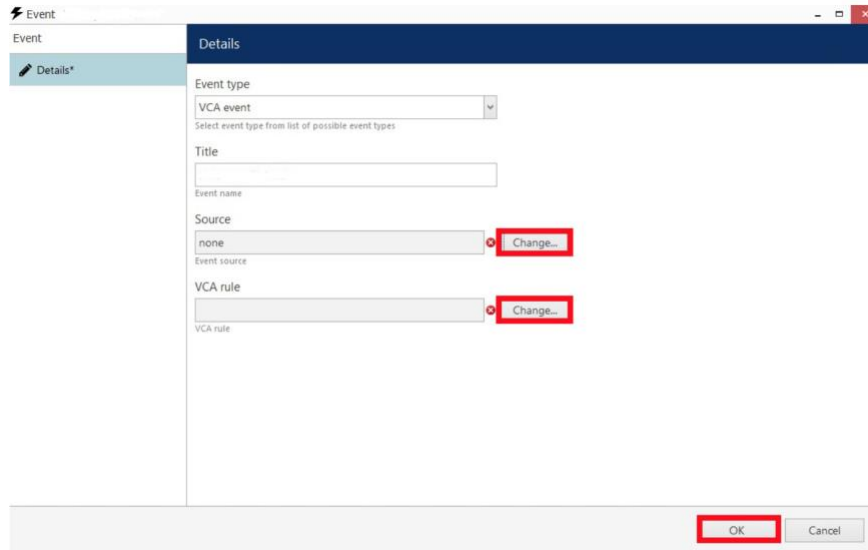 Event
Event
Details
Details*
Event type
VCA event
Select event type from list of possible event types
Title
Event name
Source
none
Change...
Event source
VCA rule
Change...
VCA rule
OK
Cancel